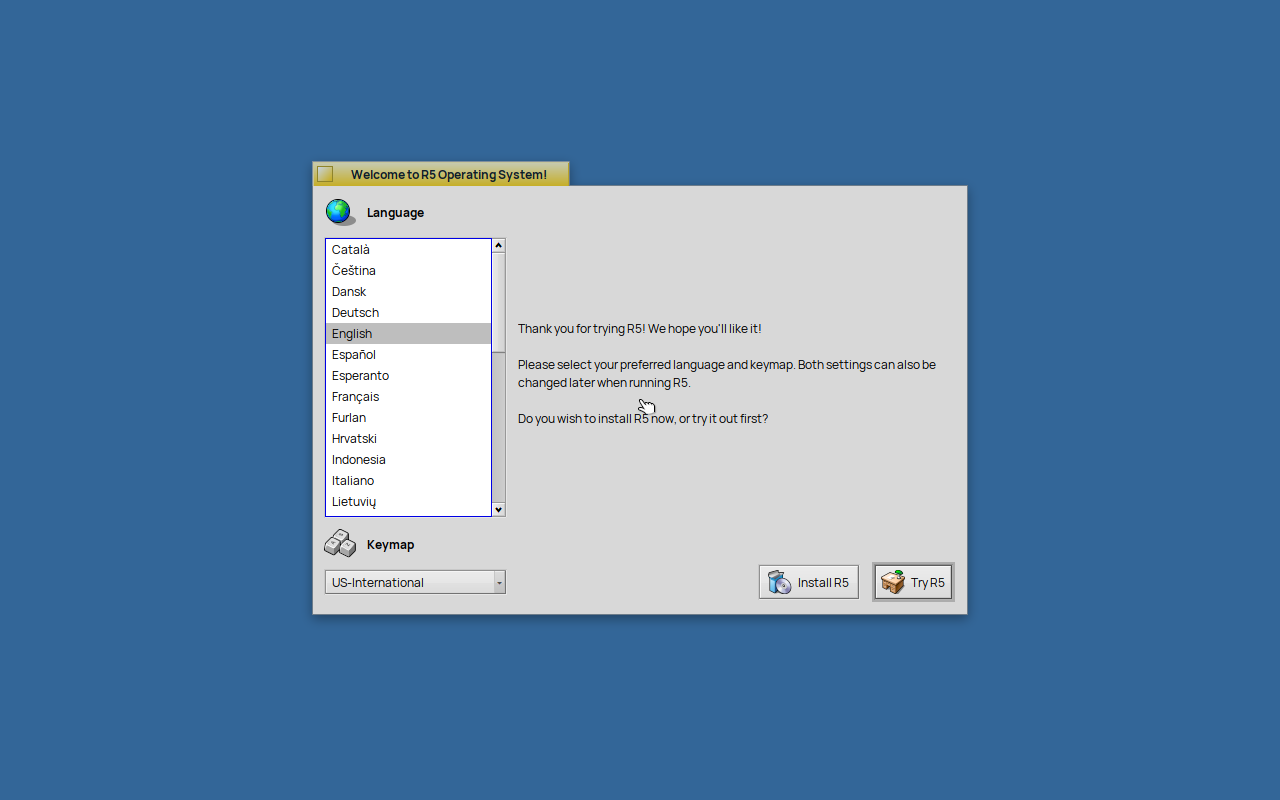 Welcome to R5 Operating System!
Language
Català
Čeština
Dansk
Deutsch
English
Español
Esperanto
Français
Furlan
Hrvatski
Indonesia
Italiano
Lietuvių
Thank you for trying R5! We hope you'll like it!
Please select your preferred language and keymap. Both settings can also be
changed later when running R5.
Do you wish to install R5 now, or try it out first?
Keymap
US-International
Install R5
Try R5